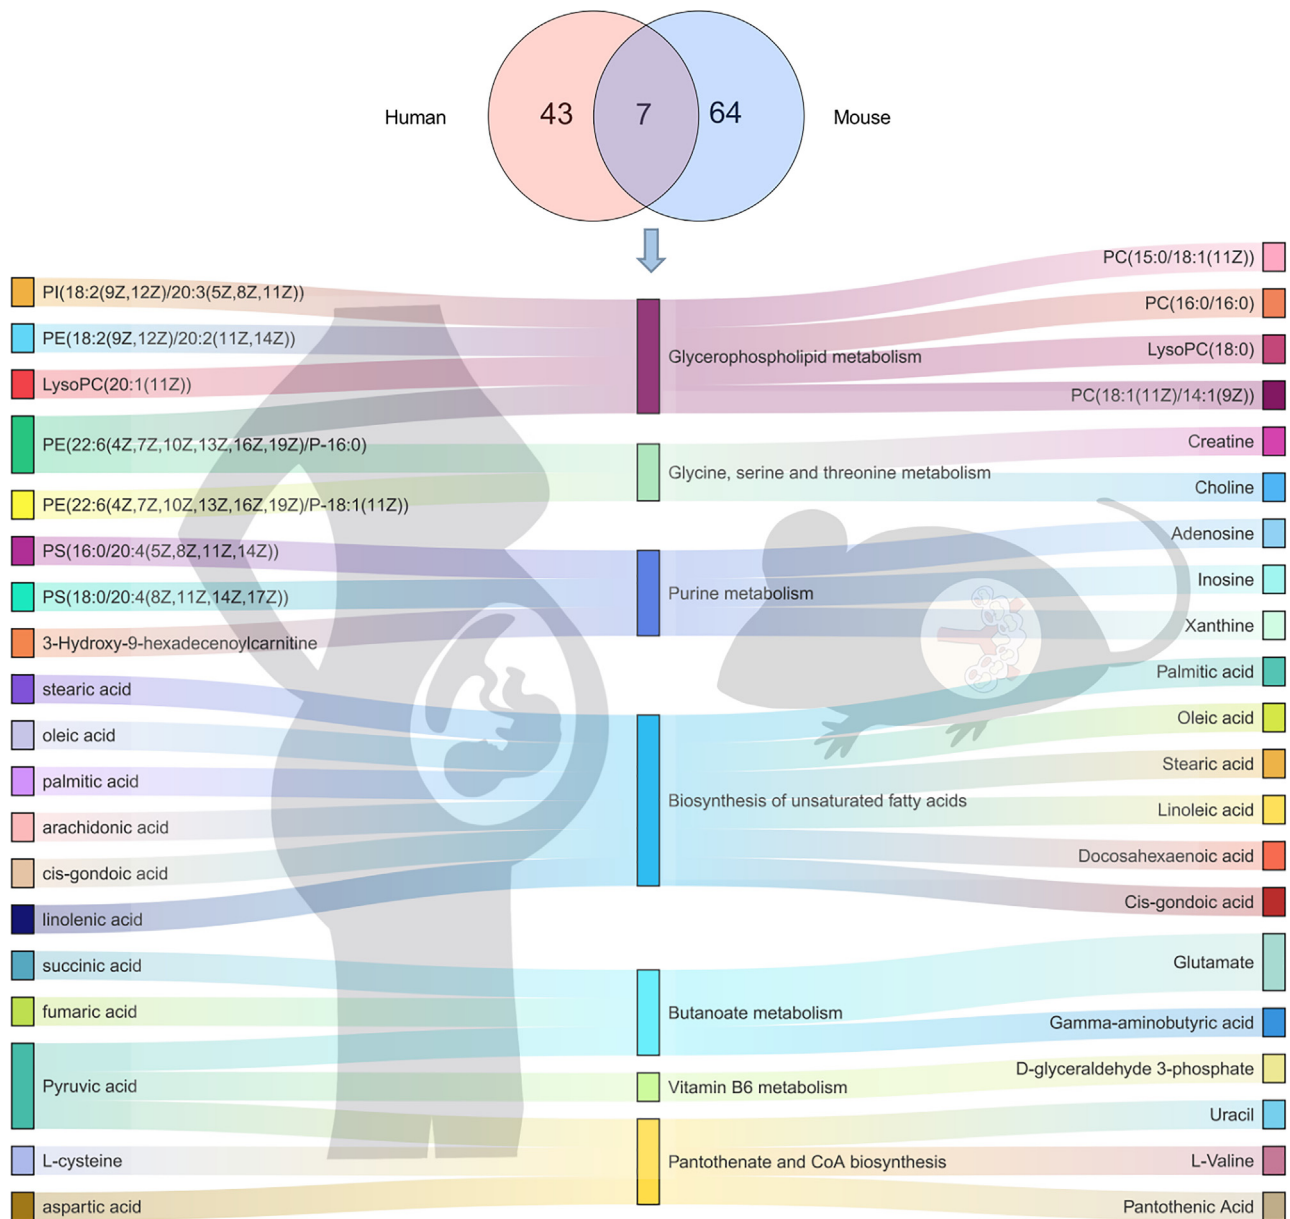 Human
43
7
64
Mouse
PI(18:2(9Z,12Z)/20:3(5Z,8Z,11Z))
PE(18:2(9Z,12Z)/20:2(11Z,14Z))
LysoPC(20:1(11Z))
PE(22:6(4Z,7Z,10Z,13Z,16Z,19Z)/P-16:0)
PE(22:6(4Z,7Z,10Z,13Z,16Z,19Z)/P-18:1(11Z))
PS(16:0/20:4(5Z,8Z,11Z,14Z))
PS(18:0/20:4(8Z,11Z,14Z,17Z))
3-Hydroxy-9-hexadecenoylcarnitine
stearic acid
oleic acid
palmitic acid
arachidonic acid
cis-gondoic acid
linolenic acid
succinic acid
fumaric acid
Pyruvic acid
L-cysteine
aspartic acid
Glycerophospholipid metabolism
Glycine, serine and threonine metabolism
Purine metabolism
Biosynthesis of unsaturated fatty acids
Butanoate metabolism
Vitamin B6 metabolism
Pantothenate and CoA biosynthesis
PC(15:0/18:1(11Z))
PC(16:0/16:0)
LysoPC(18:0)
PC(18:1(11Z)/14:1(9Z))
Creatine
Choline
Adenosine
Inosine
Xanthine
Palmitic acid
Oleic acid
Stearic acid
Linoleic acid
Docosahexaenoic acid
Cis-gondoic acid
Glutamate
Gamma-aminobutyric acid
D-glyceraldehyde 3-phosphate
Uracil
L-Valine
Pantothenic Acid